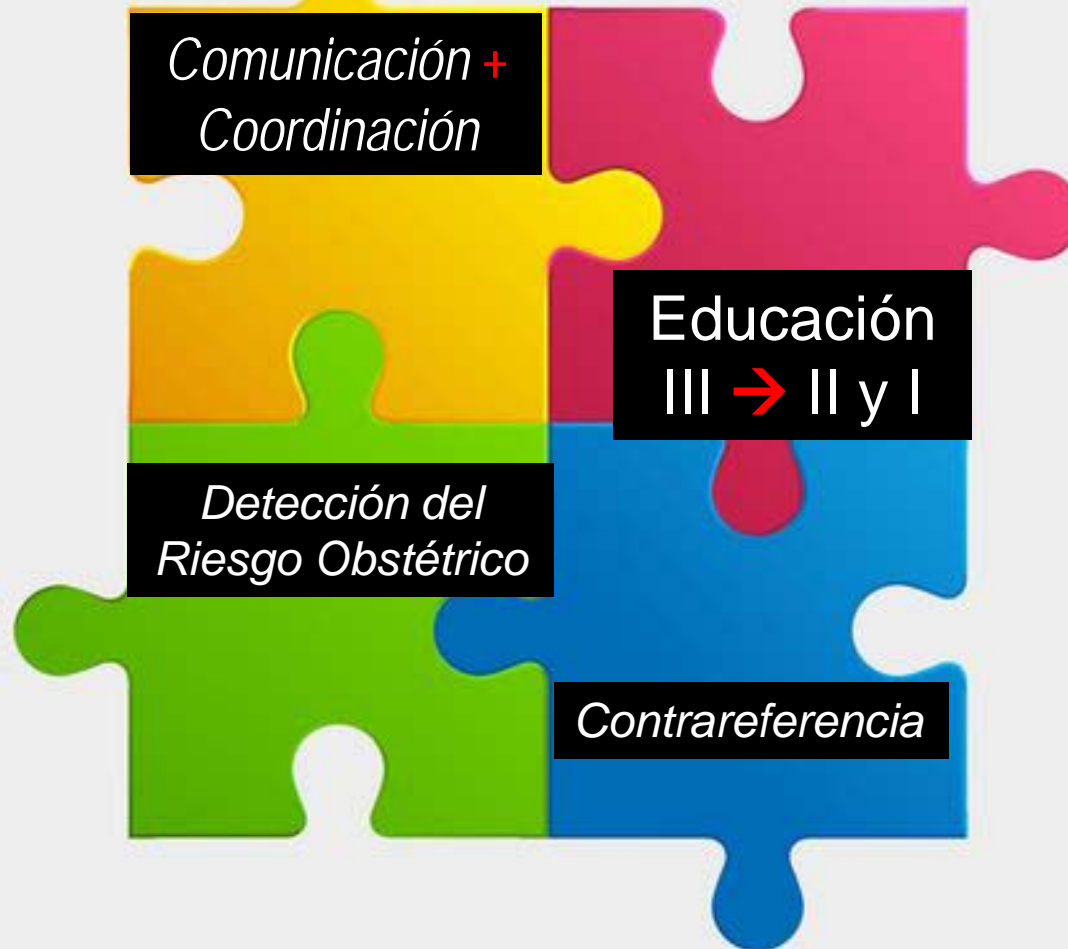 Comunicación +
Coordinación
Educación
III → II y I
Detección del
Riesgo Obstétrico
Contrareferencia